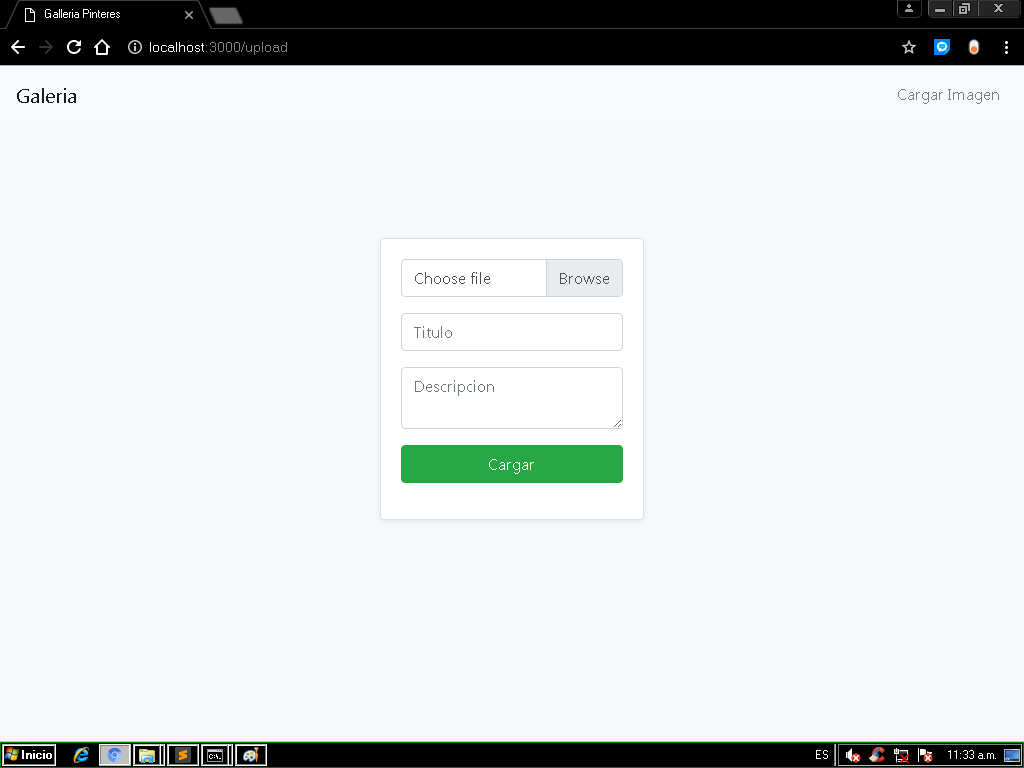 Galleria Pinteres
localhost:3000/upload
Galeria
Cargar Imagen
Choose file
Browse
Titulo
Descripcion
Cargar
Inicio
C:\.
ES
11:33 a.m.